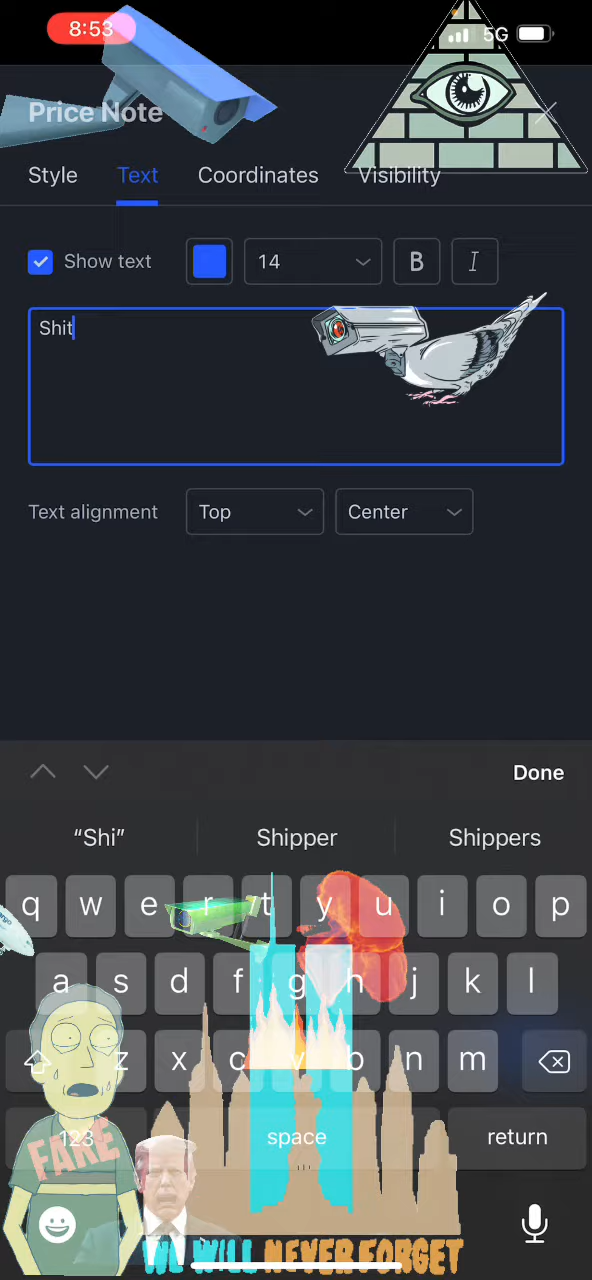 8:53
5G
Price Note
Style Text Coordinates Visibility
Show text 14 B I
Shit
Text alignment Top Center
Done
“Shi” Shipper Shippers
q w e r t y u i o p
a s d f g h j k l
z x c v b n m
FAKE
123 space return
WE WILL NEVER FORGET